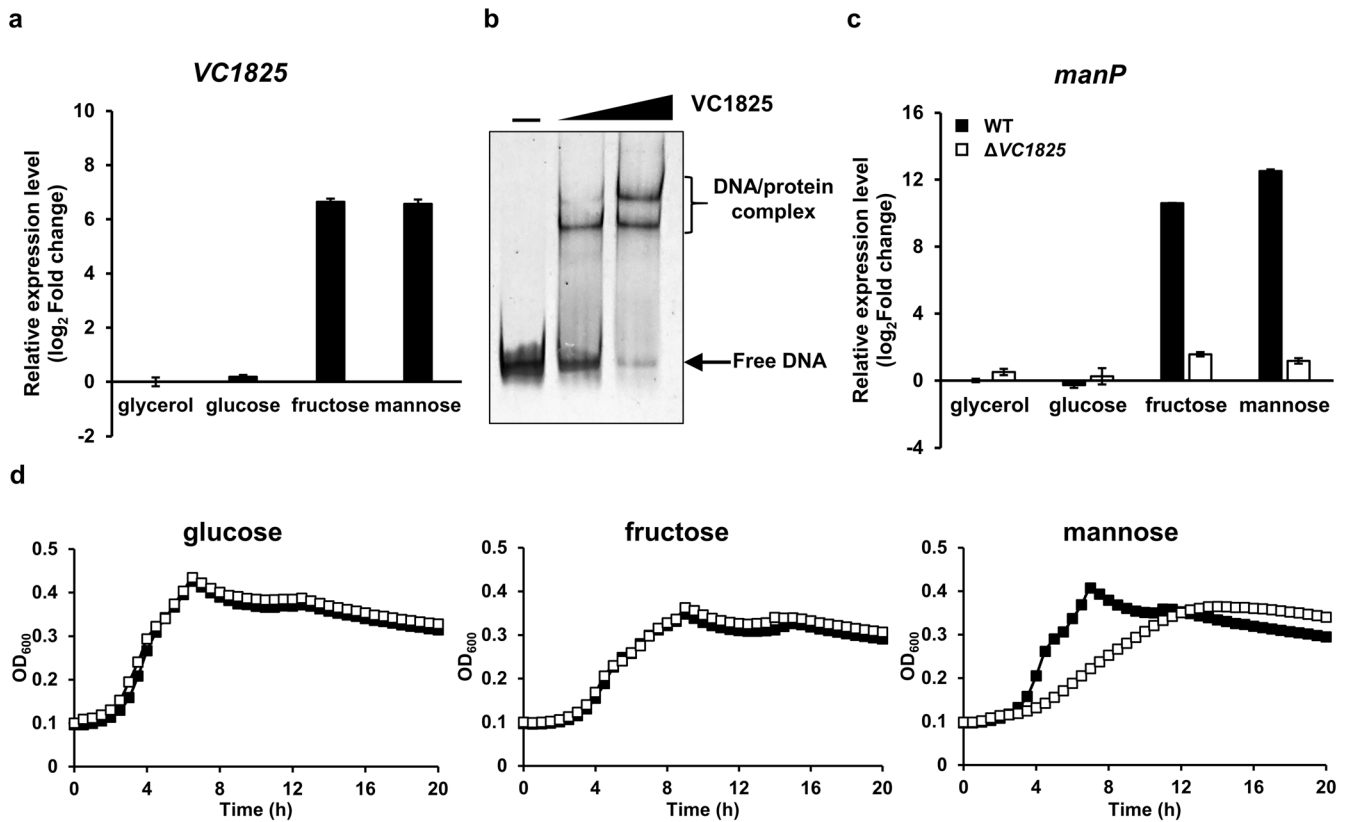 a
VC1825
Relative expression level
(log2Fold change)
10
8
6
4
2
0
-2
glycerol glucose fructose mannose
b
VC1825
DNA/protein
complex
Free DNA
c
manP
WT
ΔVC1825
Relative expression level
(log2Fold change)
16
12
8
4
0
-4
glycerol glucose fructose mannose
d
glucose
OD600
0.5
0.4
0.3
0.2
0.1
0
0 4 8 12 16 20
Time (h)
fructose
OD600
0.5
0.4
0.3
0.2
0.1
0
0 4 8 12 16 20
Time (h)
mannose
OD600
0.5
0.4
0.3
0.2
0.1
0
0 4 8 12 16 20
Time (h)